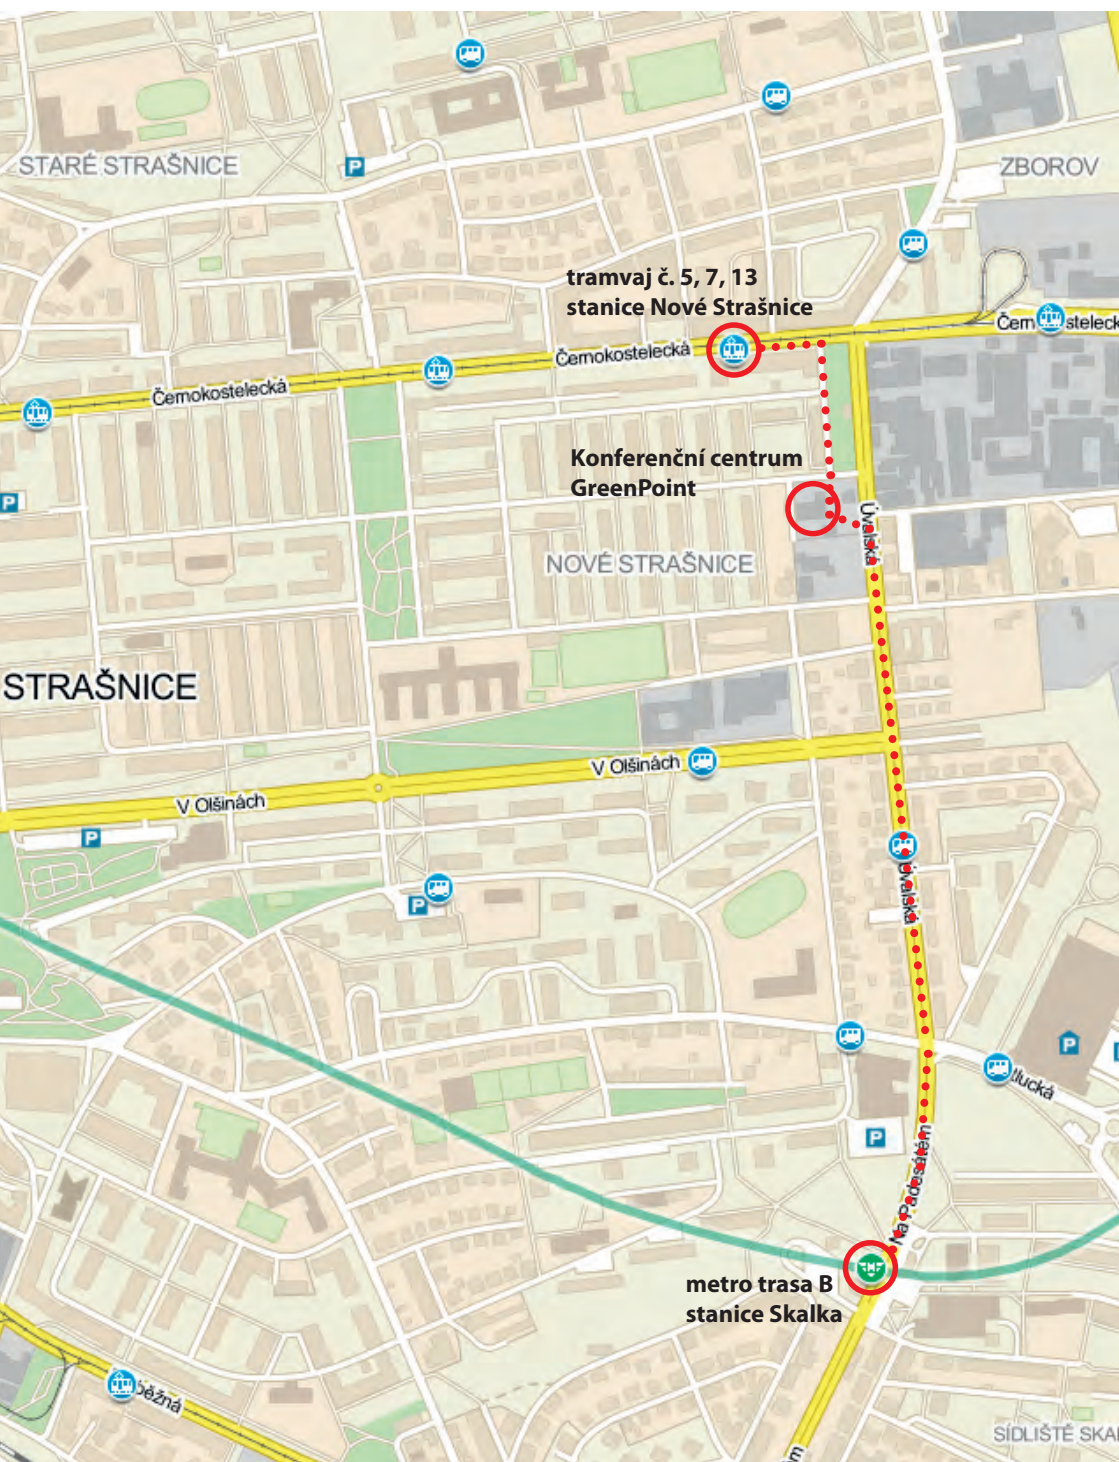 STARÉ STRAŠNICE
P
ZBOROV
tramvaj č. 5, 7, 13
stanice Nové Strašnice
Černokostelecká
Černokostelecká
Konferenční centrum
GreenPoint
P
Úvalská
NOVÉ STRAŠNICE
STRAŠNICE
V Olšinách
V Olšinách
P
Úvalská
P
P
P
Na Padesátém
metro trasa B
stanice Skalka
SÍDLIŠTĚ SKA